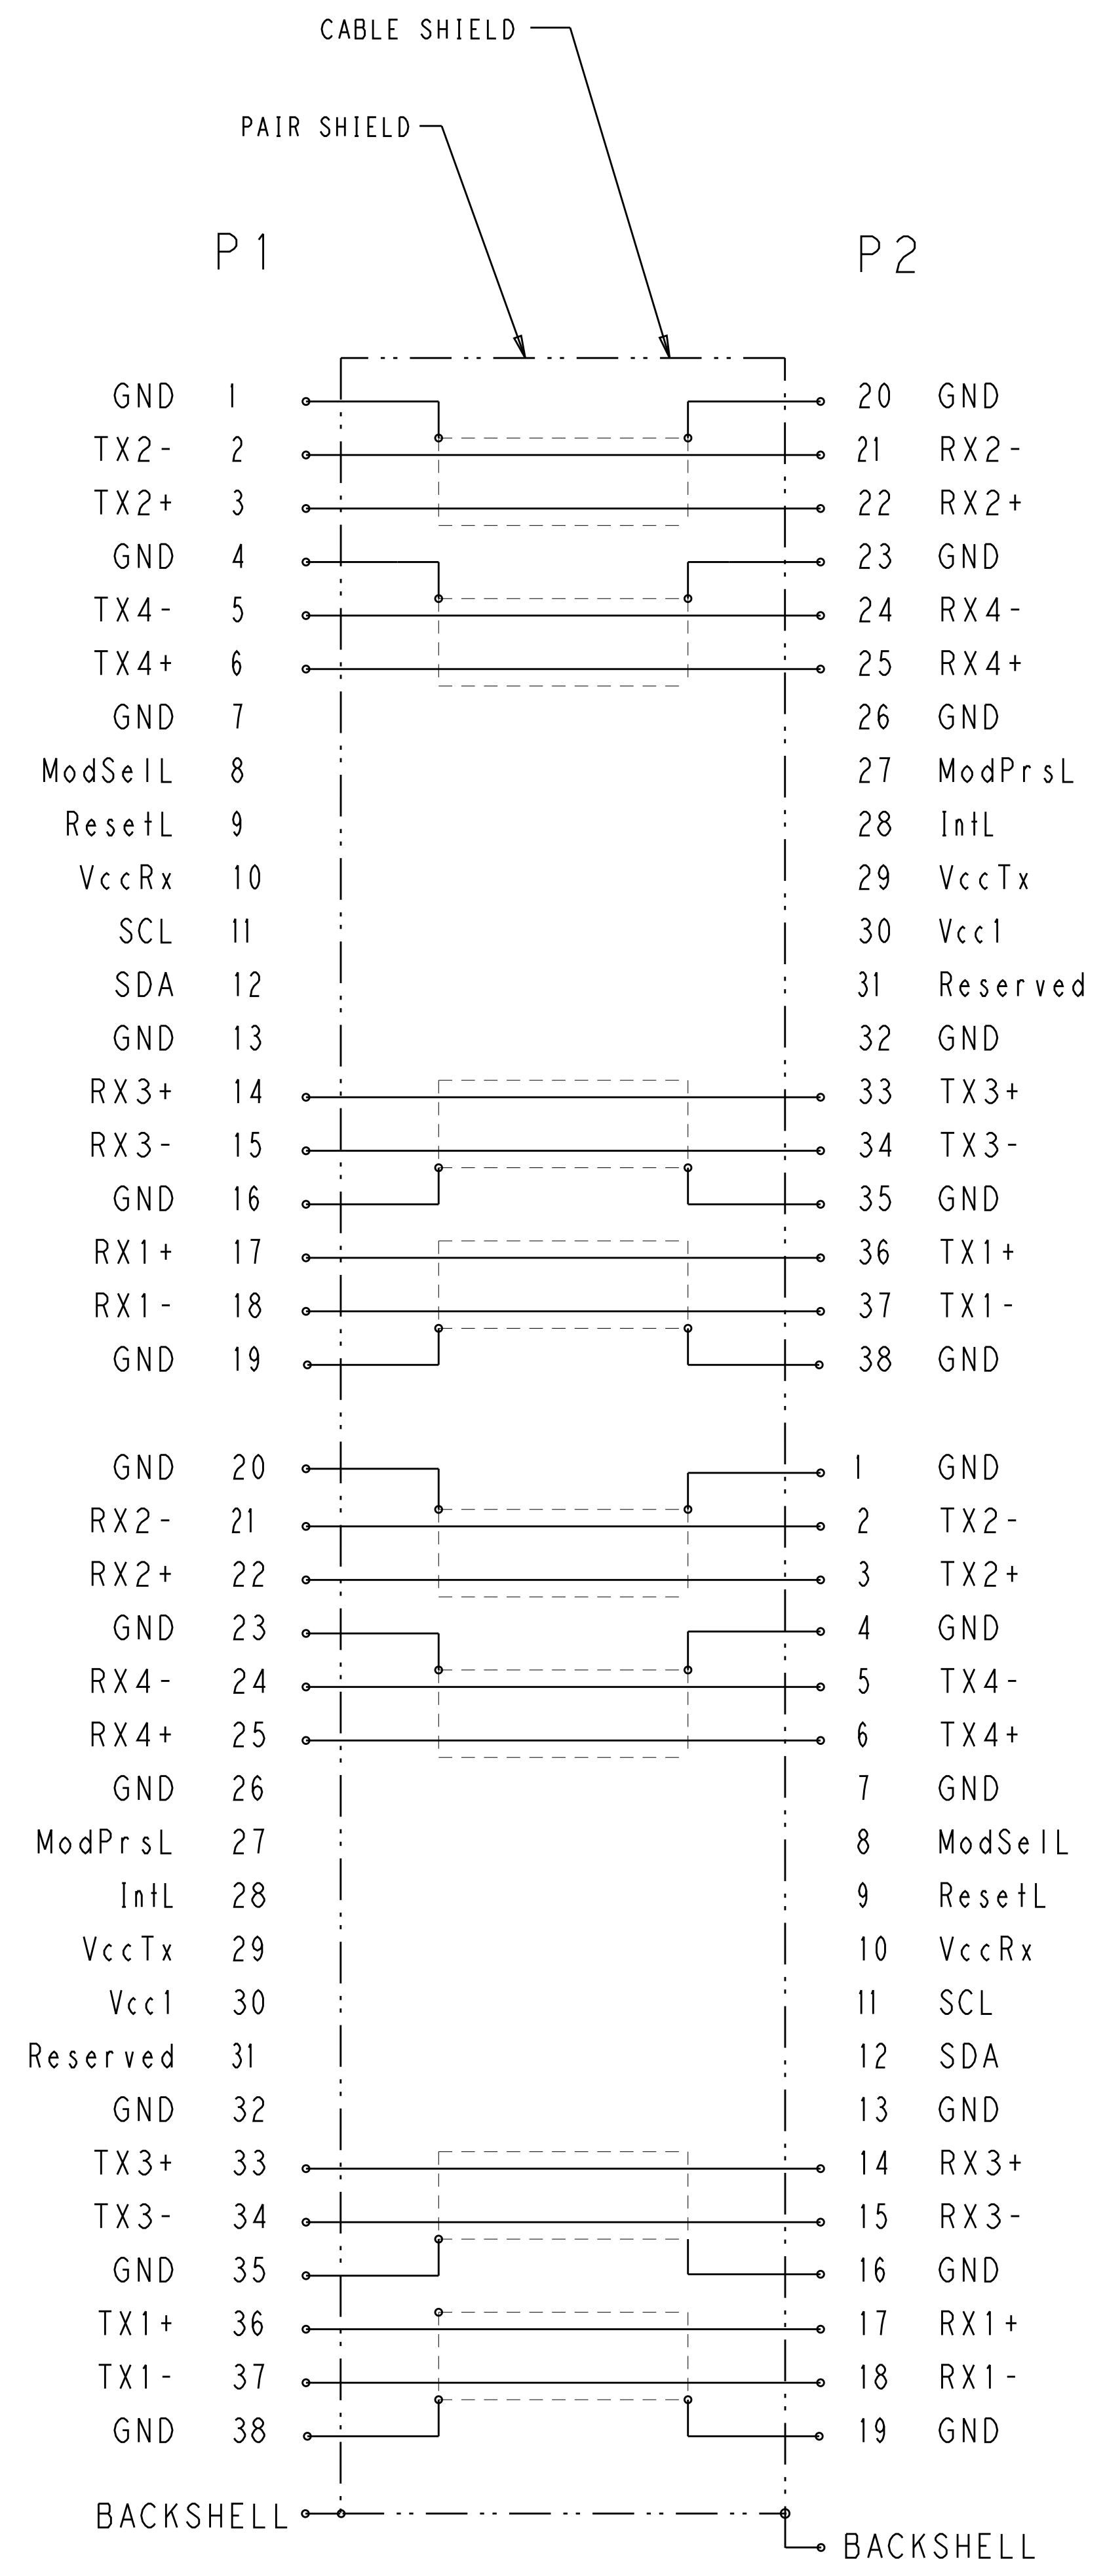 CABLE SHIELD
PAIR SHIELD
P1 P2
GND 1 20 GND
TX2- 2 21 RX2-
TX2+ 3 22 RX2+
GND 4 23 GND
TX4- 5 24 RX4-
TX4+ 6 25 RX4+
GND 7 26 GND
ModSelL 8 27 ModPrsL
ResetL 9 28 IntL
VccRx 10 29 VccTx
SCL 11 30 Vcc1
SDA 12 31 Reserved
GND 13 32 GND
RX3+ 14 33 TX3+
RX3- 15 34 TX3-
GND 16 35 GND
RX1+ 17 36 TX1+
RX1- 18 37 TX1-
GND 19 38 GND
GND 20 1 GND
RX2- 21 2 TX2-
RX2+ 22 3 TX2+
GND 23 4 GND
RX4- 24 5 TX4-
RX4+ 25 6 TX4+
GND 26 7 GND
ModPrsL 27 8 ModSelL
IntL 28 9 ResetL
VccTx 29 10 VccRx
Vcc1 30 11 SCL
Reserved 31 12 SDA
GND 32 13 GND
TX3+ 33 14 RX3+
TX3- 34 15 RX3-
GND 35 16 GND
TX1+ 36 17 RX1+
TX1- 37 18 RX1-
GND 38 19 GND
BACKSHELL
BACKSHELL